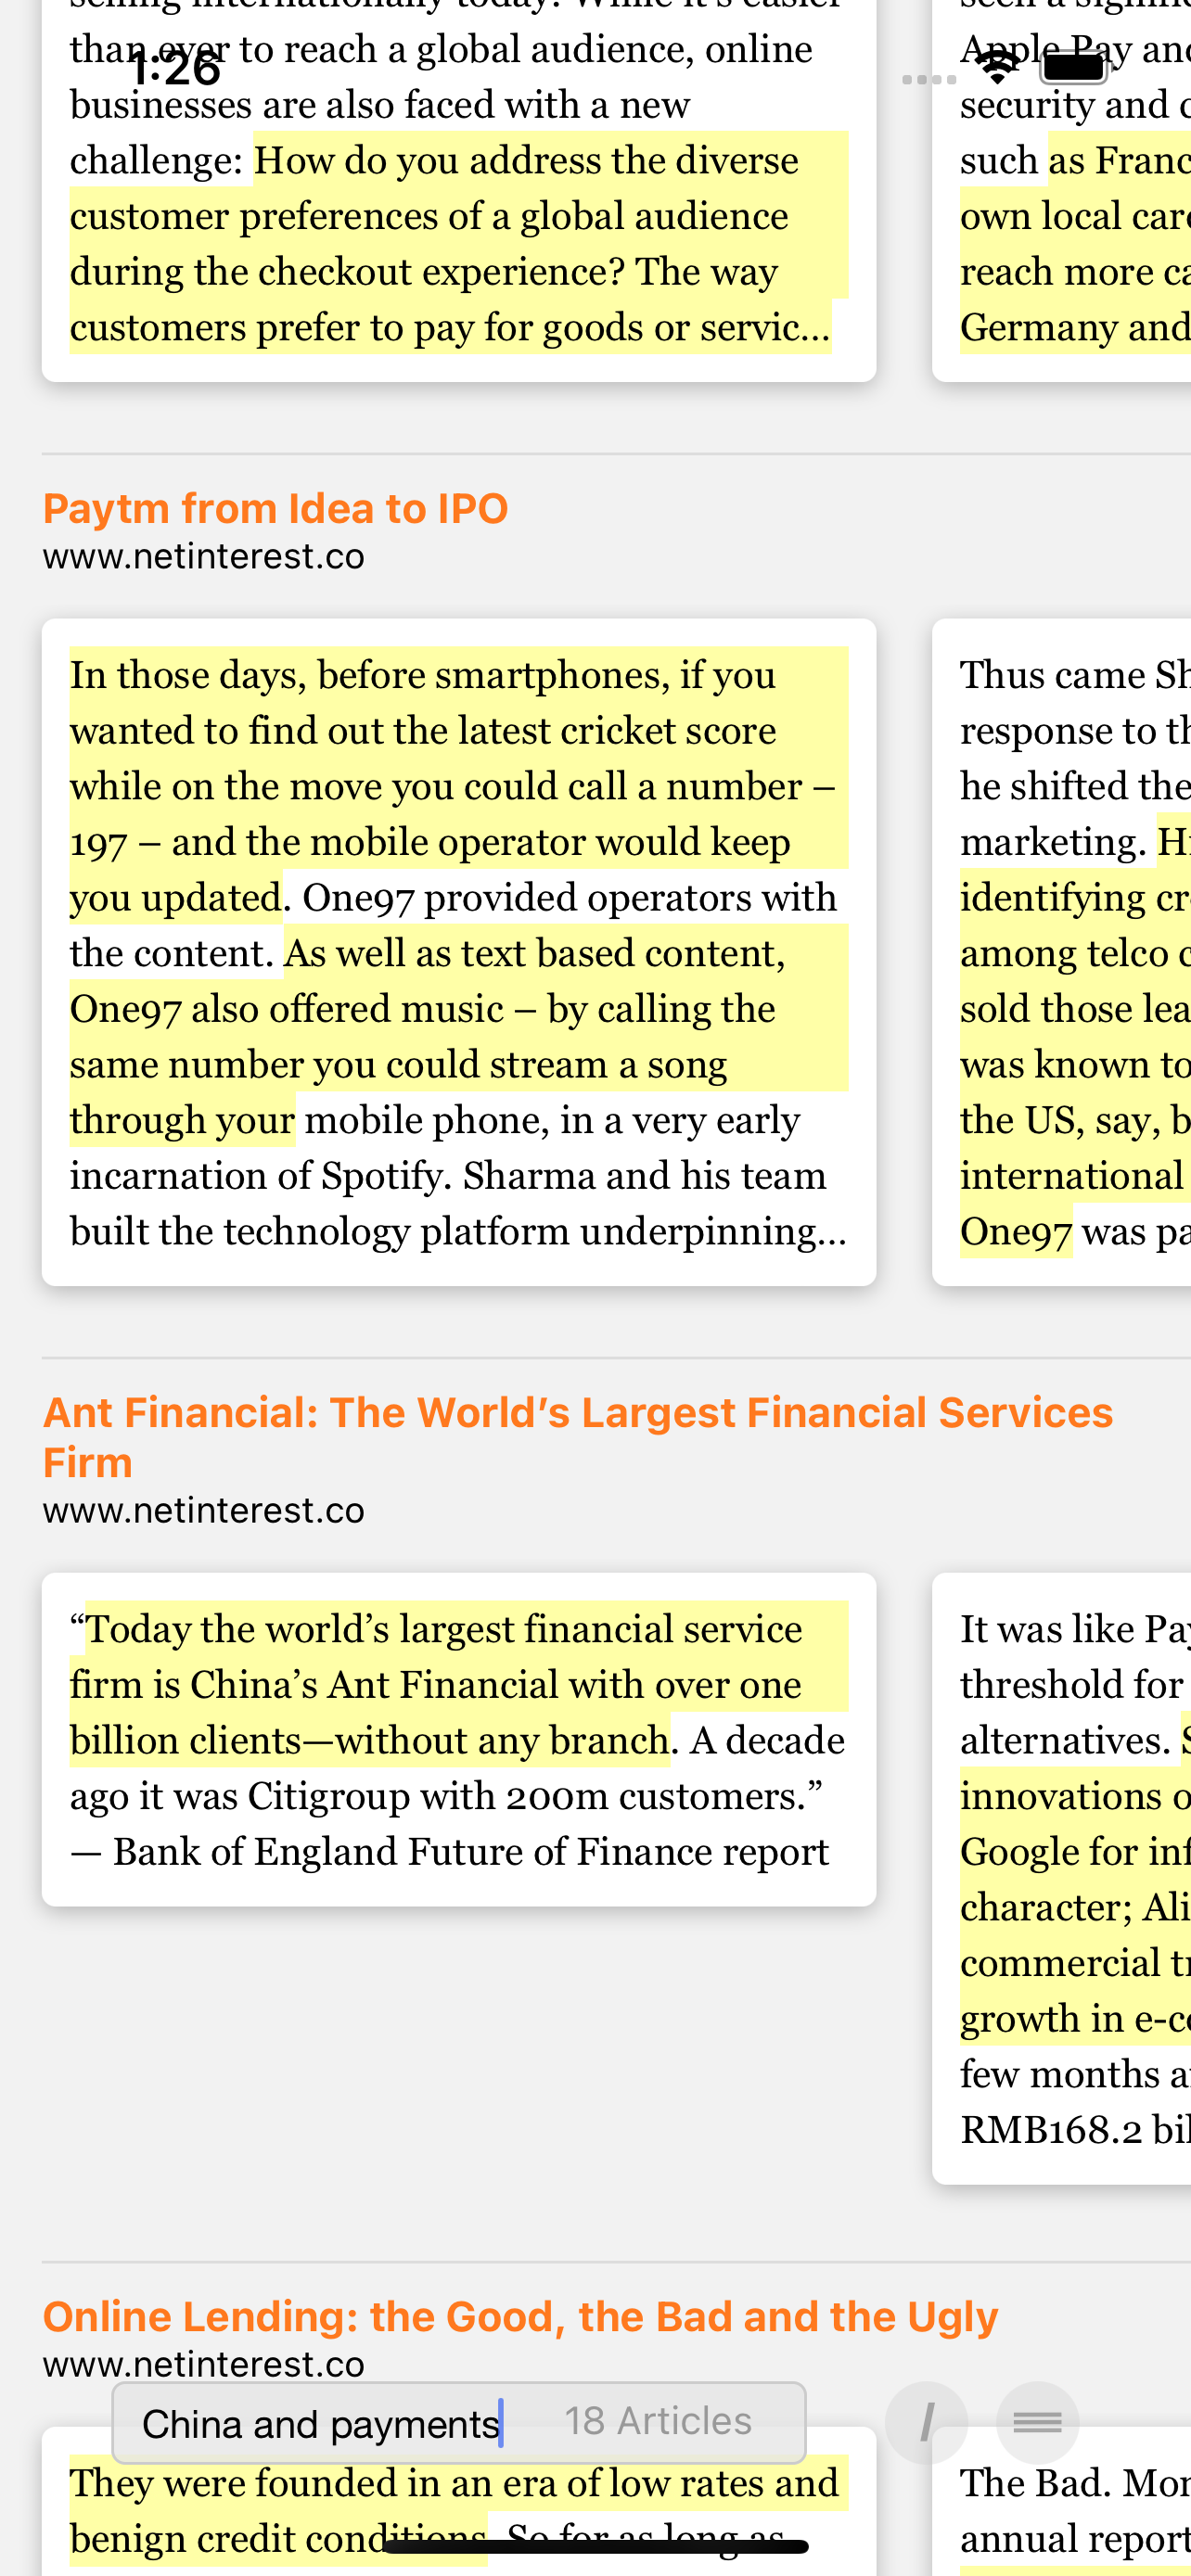 than ever to reach a global audience, online
businesses are also faced with a new
challenge: How do you address the diverse
customer preferences of a global audience
during the checkout experience? The way
customers prefer to pay for goods or servic...
Apple Pay and
security and
such as Franc
own local car
reach more ca
Germany and
1:26
Paytm from Idea to IPO
www.netinterest.co
In those days, before smartphones, if you
wanted to find out the latest cricket score
while on the move you could call a number –
197 – and the mobile operator would keep
you updated. One97 provided operators with
the content. As well as text based content,
One97 also offered music – by calling the
same number you could stream a song
through your mobile phone, in a very early
incarnation of Spotify. Sharma and his team
built the technology platform underpinning...
Thus came Sh
response to th
he shifted the
marketing. Hi
identifying cr
among telco c
sold those lea
was known to
the US, say, b
international
One97 was pa
Ant Financial: The World’s Largest Financial Services
Firm
www.netinterest.co
“Today the world’s largest financial service
firm is China’s Ant Financial with over one
billion clients—without any branch. A decade
ago it was Citigroup with 200m customers.”
— Bank of England Future of Finance report
It was like Pay
threshold for
alternatives. S
innovations o
Google for inf
character; Ali
commercial tr
growth in e-co
few months a
RMB168.2 bil
Online Lending: the Good, the Bad and the Ugly
www.netinterest.co
China and payments 18 Articles
/
They were founded in an era of low rates and
benign credit conditions. So for as long as
The Bad. Mor
annual report